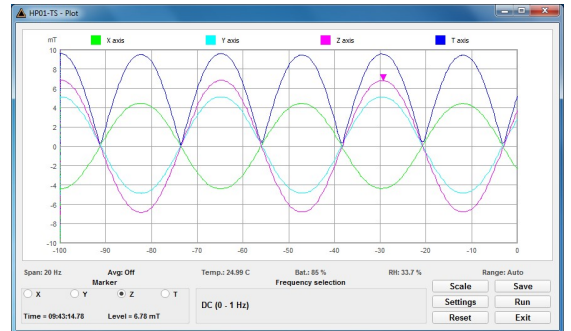 HP01-TS - Plot
mT X axis Y axis Z axis T axis
10
8
6
4
2
0
-2
-4
-6
-8
-10
-100 -90 -80 -70 -60 -50 -40 -30 -20 -10 0
Span: 20 Hz Avg: Off Temp.: 24.99 C Bat.: 85 % RH: 33.7 % Range: Auto
Marker Frequency selection
X Y Z T
DC (0 - 1 Hz)
Time = 09:43:14.78 Level = 6.78 mT
Scale Save
Settings Run
Reset Exit